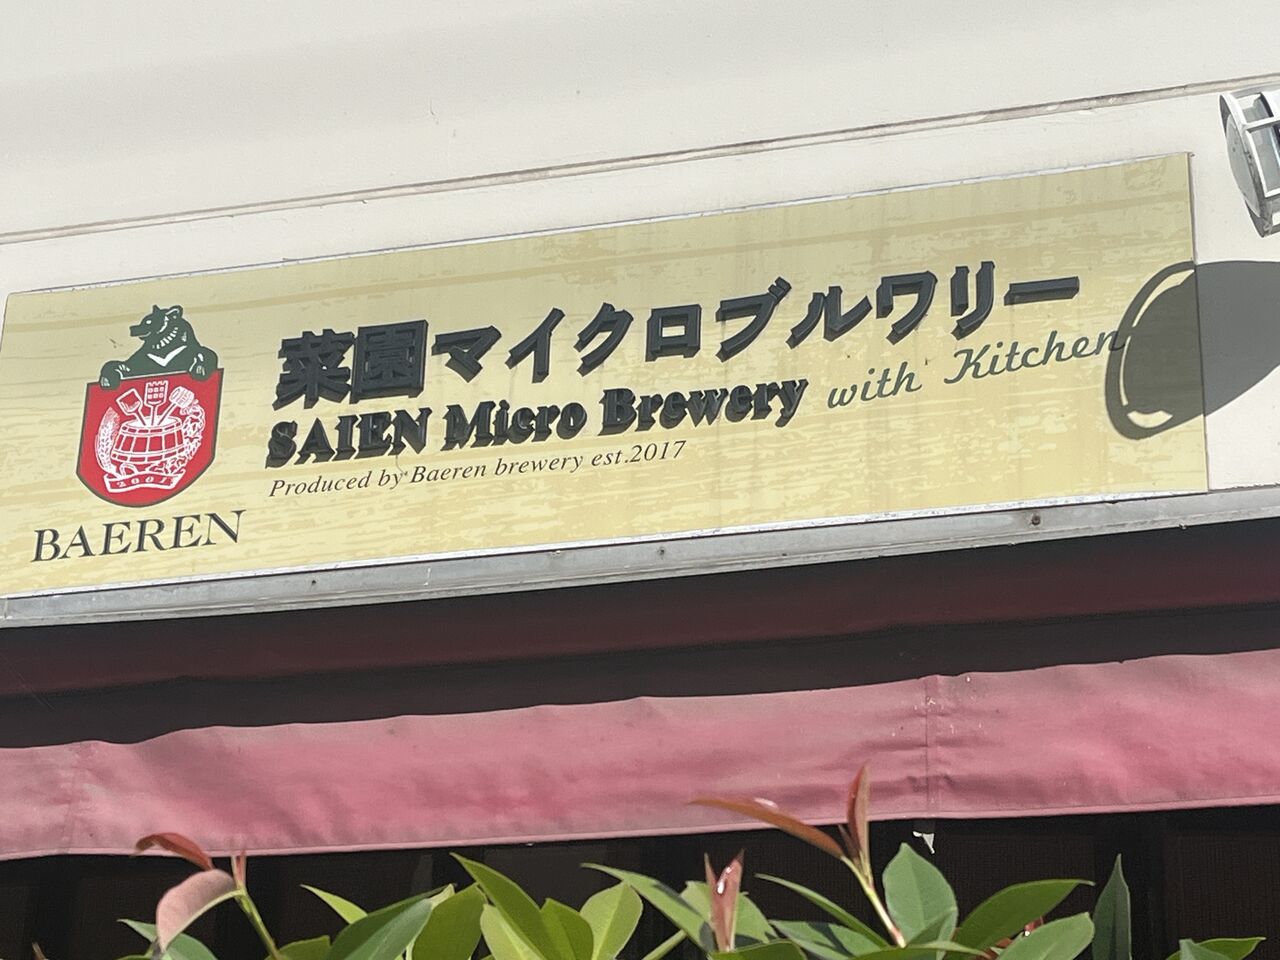 菜園マイクロブルワリー
SAIEN Micro Brewery with Kitchen
Produced by Baeren brewery est.2017
2001
BAEREN